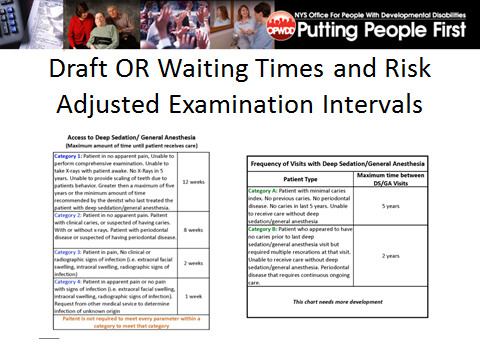 NYS Office For People With Developmental Disabilities
OPWDD
Putting People First
Draft OR Waiting Times and Risk
Adjusted Examination Intervals
Access to Deep Sedation/ General Anesthesia
(Maximum amount of time until patient receives care)
Category 1: Patient in no apparent pain, Unable to
perform comprehensive examination. Unable to
take X-rays with patient awake. No X-Rays in 5
years. Unable to provide scaling of teeth due to
patients behavior. Greater then a maximum of five
years or the minimum amount of time
recommended by the denitst who last treated the
patient with deep seddation/general anesthesia.
12 weeks
Category 2: Patient in no apparent pain. Paitent
with clinical caries, or suspected of having caries.
With or without x-rays. Patient with periodontal
disease or suspected of having periodontal disease.
8 weeks
Category 3: Patient in pain, No clinical or
radiographic signs of infection (i.e. extraoral facial
swelling, intraoral swelling, radiographic signs of
infection)
2 weeks
Category 4: Patient in apparent pain or no pain
with signs of infection (i.e. extraoral facial swelling,
intraoral swelling, radiographic signs of infection).
Request from other medical sevice to determine
infection of unknown origin
1 week
Paitent is not required to meet every parameter within a
category to meet that category
Frequency of Visits with Deep Sedation/General Anesthesia
Patient Type
Maximum time between
DS/GA Visits
Category A: Patient with minimal caries
index. No previous caries. No periodontal
disease. No caries in last 5 years. Unable
to receive care without deep
sedation/general anesthesia
5 years
Category B: Patient who appeared to have
no caries prior to last deep
sedation/general anesthesia visit but
required multiple resorations at that visit.
Unable to receive care without deep
sedation/general anesthesia. Periodontal
disease that requires continuous ongoing
care.
2 years
This chart needs more development